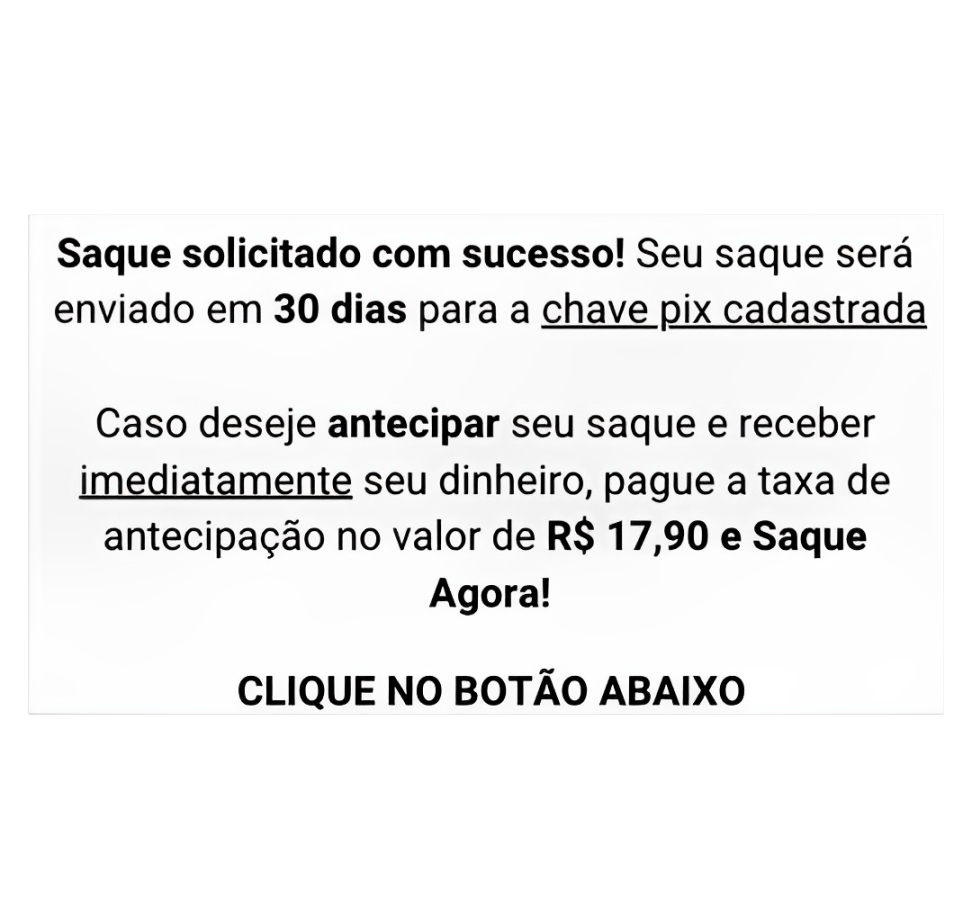 Saque solicitado com sucesso! Seu saque será
enviado em 30 dias para a chave pix cadastrada
Caso deseje antecipar seu saque e receber
imediatamente seu dinheiro, pague a taxa de
antecipação no valor de R$ 17,90 e Saque
Agora!
CLIQUE NO BOTÃO ABAIXO